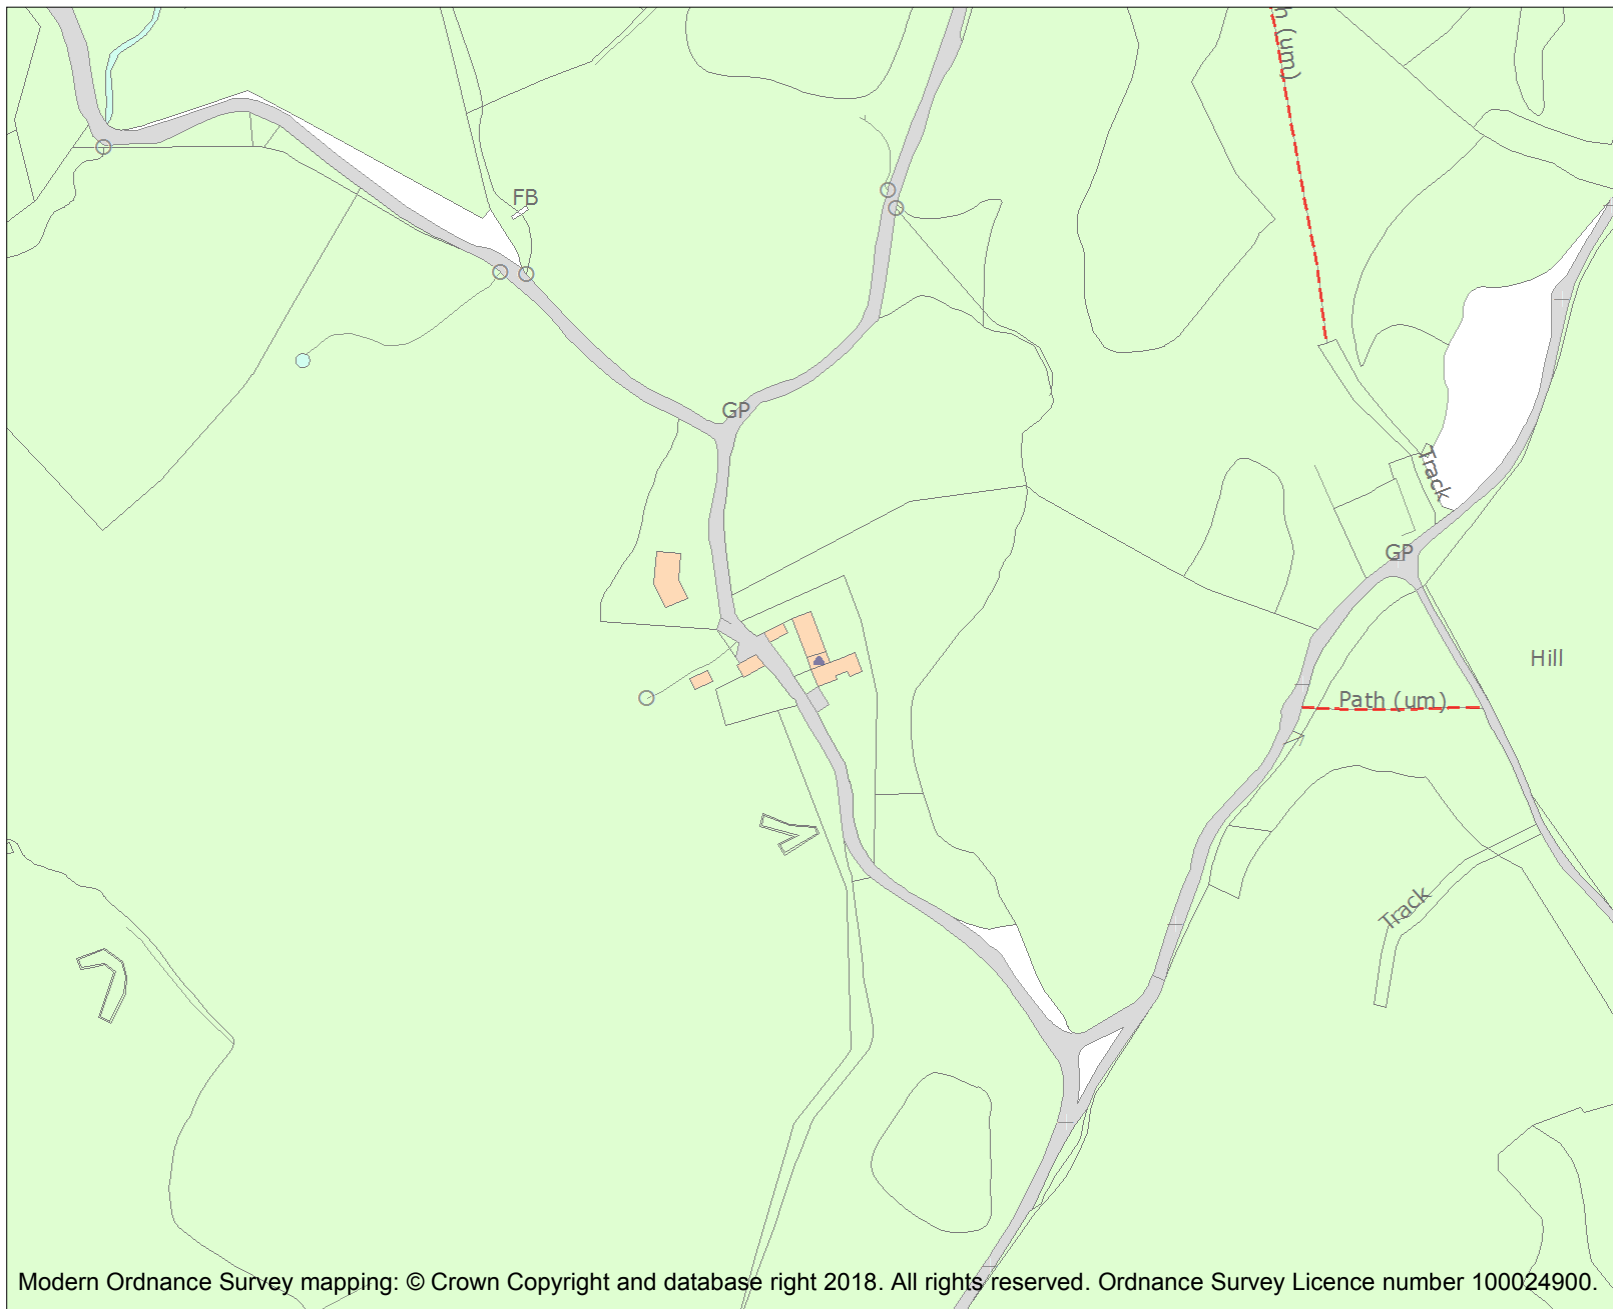 h (um)
FB
GP
Track
GP
Hill
Path (um)
Track
Modern Ordnance Survey mapping: © Crown Copyright and database right 2018. All rights reserved. Ordnance Survey Licence number 100024900.